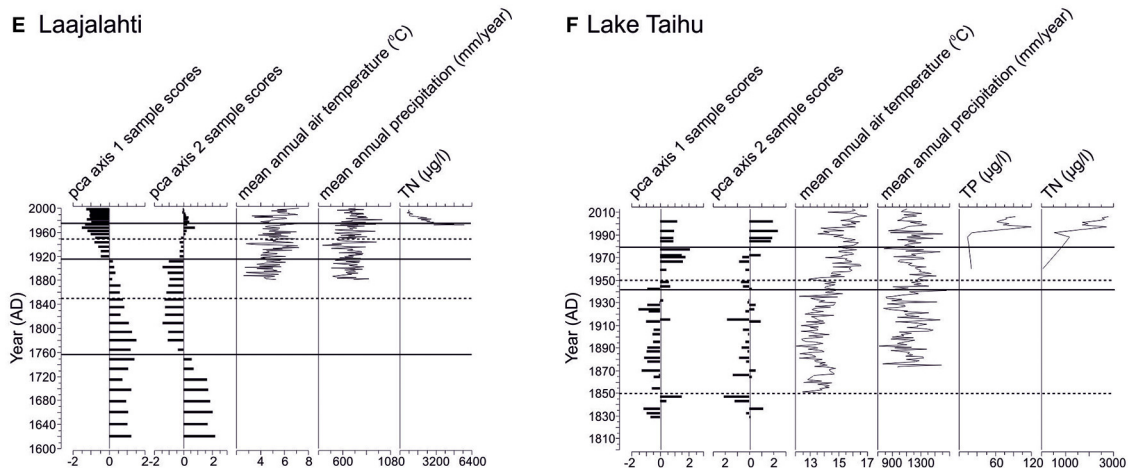 E Laajalahti
pca axis 1 sample scores
pca axis 2 sample scores
mean annual air temperature (⁰C)
mean annual precipitation (mm/year)
TN (µg/l)
Year (AD)
2000
1960
1920
1880
1840
1800
1760
1720
1680
1640
1600
-2 0 2 -2 0 2 4 6 8 600 1080 3200 6400
F Lake Taihu
pca axis 1 sample scores
pca axis 2 sample scores
mean annual air temperature (⁰C)
mean annual precipitation (mm/year)
TP (µg/l)
TN (µg/l)
Year (AD)
2010
1990
1970
1950
1930
1910
1890
1870
1850
1830
1810
-2 0 2 -2 0 2 13 15 17 900 1300 60 120 1000 3000